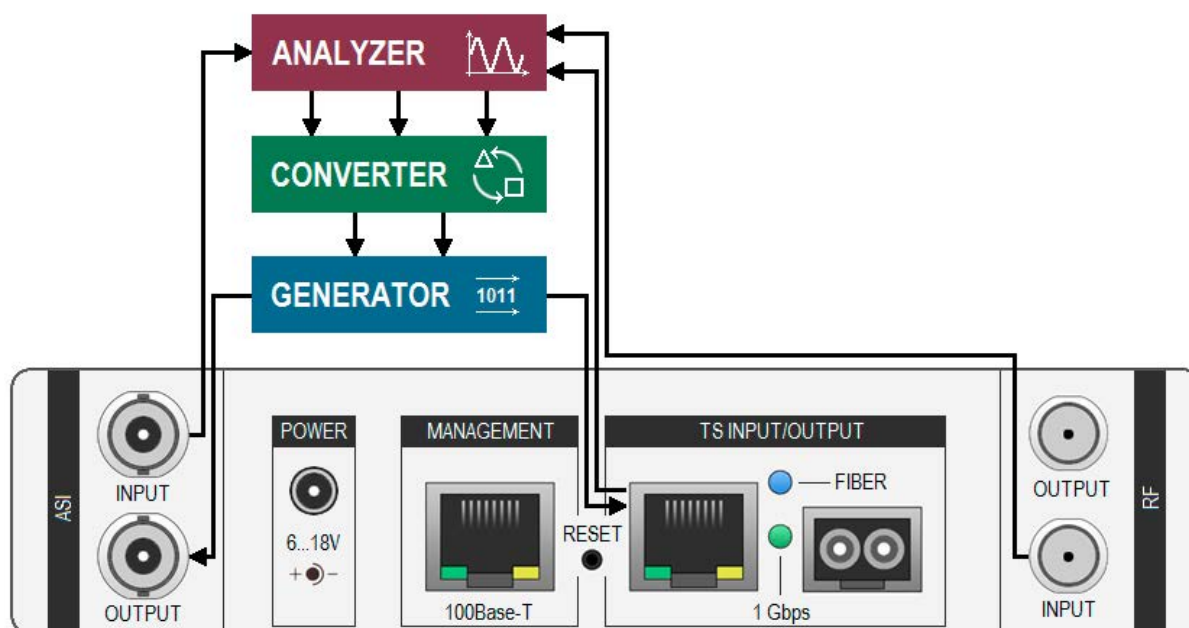 ANALYZER
CONVERTER
GENERATOR
1011
ASI
INPUT
OUTPUT
POWER
6...18V
+ -
MANAGEMENT
100Base-T
RESET
TS INPUT/OUTPUT
FIBER
1 Gbps
OUTPUT
INPUT
RF